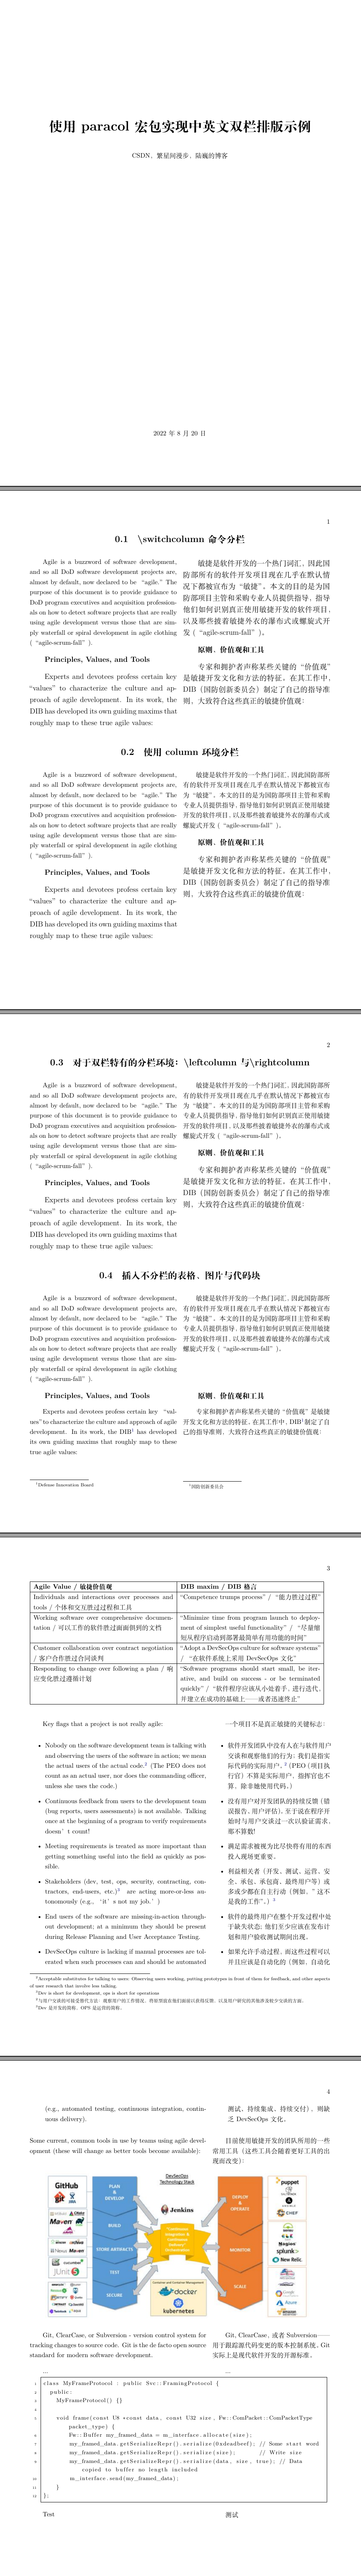 使用 paracol 宏包实现中英文双栏排版示例
CSDN、繁星间漫步、陆巍的博客
2022 年 8 月 20 日
1
0.1 \switchcolumn 命令分栏
Agile is a buzzword of software development,
and so all DoD software development projects are,
almost by default, now declared to be “agile.” The
purpose of this document is to provide guidance to
DoD program executives and acquisition profession-
als on how to detect software projects that are really
using agile development versus those that are sim-
ply waterfall or spiral development in agile clothing
(“agile-scrum-fall”).
Principles, Values, and Tools
Experts and devotees profess certain key
“values” to characterize the culture and ap-
proach of agile development. In its work, the
DIB has developed its own guiding maxims that
roughly map to these true agile values:
敏捷是软件开发的一个热门词汇，因此国
防部所有的软件开发项目现在几乎在默认情
况下都被宣布为“敏捷”。本文的目的是为国
防部项目主管和采购专业人员提供指导，指导
他们如何识别真正使用敏捷开发的软件项目，
以及那些披着敏捷外衣的瀑布式或螺旋式开
发 (“agile-scrum-fall”)。
原则、价值观和工具
专家和拥护者声称某些关键的“价值观”
是敏捷开发文化和方法的特征。在其工作中，
DIB（国防创新委员会）制定了自己的指导准
则，大致符合这些真正的敏捷价值观：
0.2 使用 column 环境分栏
Agile is a buzzword of software development,
and so all DoD software development projects are,
almost by default, now declared to be “agile.” The
purpose of this document is to provide guidance to
DoD program executives and acquisition profession-
als on how to detect software projects that are really
using agile development versus those that are sim-
ply waterfall or spiral development in agile clothing
(“agile-scrum-fall”).
Principles, Values, and Tools
Experts and devotees profess certain key
“values” to characterize the culture and ap-
proach of agile development. In its work, the
DIB has developed its own guiding maxims that
roughly map to these true agile values:
敏捷是软件开发的一个热门词汇，因此国防部所
有的软件开发项目现在几乎在默认情况下都被宣布
为“敏捷”。本文的目的是为国防部项目主管和采购
专业人员提供指导，指导他们如何识别真正使用敏捷
开发的软件项目，以及那些披着敏捷外衣的瀑布式或
螺旋式开发 (“agile-scrum-fall”)。
原则、价值观和工具
专家和拥护者声称某些关键的“价值观”
是敏捷开发文化和方法的特征。在其工作中，
DIB（国防创新委员会）制定了自己的指导准
则，大致符合这些真正的敏捷价值观：
2
0.3 对于双栏特有的分栏环境：\leftcolumn 与\rightcolumn
Agile is a buzzword of software development,
and so all DoD software development projects are,
almost by default, now declared to be “agile.” The
purpose of this document is to provide guidance to
DoD program executives and acquisition profession-
als on how to detect software projects that are really
using agile development versus those that are sim-
ply waterfall or spiral development in agile clothing
(“agile-scrum-fall”).
Principles, Values, and Tools
Experts and devotees profess certain key
“values” to characterize the culture and ap-
proach of agile development. In its work, the
DIB has developed its own guiding maxims that
roughly map to these true agile values:
敏捷是软件开发的一个热门词汇，因此国防部所
有的软件开发项目现在几乎在默认情况下都被宣布
为“敏捷”。本文的目的是为国防部项目主管和采购
专业人员提供指导，指导他们如何识别真正使用敏捷
开发的软件项目，以及那些披着敏捷外衣的瀑布式或
螺旋式开发 (“agile-scrum-fall”)。
原则、价值观和工具
专家和拥护者声称某些关键的“价值观”
是敏捷开发文化和方法的特征。在其工作中，
DIB（国防创新委员会）制定了自己的指导准
则，大致符合这些真正的敏捷价值观：
0.4 插入不分栏的表格、图片与代码块
Agile is a buzzword of software development,
and so all DoD software development projects are,
almost by default, now declared to be “agile.” The
purpose of this document is to provide guidance to
DoD program executives and acquisition profession-
als on how to detect software projects that are really
using agile development versus those that are sim-
ply waterfall or spiral development in agile clothing
(“agile-scrum-fall”).
Principles, Values, and Tools
Experts and devotees profess certain key “val-
ues” to characterize the culture and approach of agile
development. In its work, the DIB1 has developed
its own guiding maxims that roughly map to these
true agile values:
1Defense Innovation Board
敏捷是软件开发的一个热门词汇，因此国防部所
有的软件开发项目现在几乎在默认情况下都被宣布
为“敏捷”。本文的目的是为国防部项目主管和采购
专业人员提供指导，指导他们如何识别真正使用敏捷
开发的软件项目，以及那些披着敏捷外衣的瀑布式或
螺旋式开发 (“agile-scrum-fall”)。
原则、价值观和工具
专家和拥护者声称某些关键的“价值观”是敏捷
开发文化和方法的特征。在其工作中，DIB1制定了自
己的指导准则，大致符合这些真正的敏捷价值观：
1国防创新委员会
3
Agile Value / 敏捷价值观
DIB maxim / DIB 格言
Individuals and interactions over processes and
tools / 个体和交互胜过过程和工具
“Competence trumps process” / “能力胜过过程”
Working software over comprehensive documen-
tation / 可以工作的软件胜过面面俱到的文档
“Minimize time from program launch to deploy-
ment of simplest useful functionality” / “尽量缩
短从程序启动到部署最简单有用功能的时间”
Customer collaboration over contract negotiation
/ 客户合作胜过合同谈判
“Adopt a DevSecOps culture for software systems”
/ “在软件系统上采用 DevSecOps 文化”
Responding to change over following a plan / 响
应变化胜过遵循计划
“Software programs should start small, be iter-
ative, and build on success - or be terminated
quickly” / “软件程序应该从小处着手，进行迭代，
并建立在成功的基础上——或者迅速终止”
Key flags that a project is not really agile:
• Nobody on the software development team is talking with
and observing the users of the software in action; we mean
the actual users of the actual code.2 (The PEO does not
count as an actual user, nor does the commanding officer,
unless she uses the code.)
• Continuous feedback from users to the development team
(bug reports, users assessments) is not available. Talking
once at the beginning of a program to verify requirements
doesn’t count!
• Meeting requirements is treated as more important than
getting something useful into the field as quickly as pos-
sible.
• Stakeholders (dev, test, ops, security, contracting, con-
tractors, end-users, etc.)3 are acting more-or-less au-
tonomously (e.g., ‘it’s not my job.’)
• End users of the software are missing-in-action through-
out development; at a minimum they should be present
during Release Planning and User Acceptance Testing.
• DevSecOps culture is lacking if manual processes are tol-
erated when such processes can and should be automated
一个项目不是真正敏捷的关键标志：
• 软件开发团队中没有人在与软件用户
交谈和观察他们的行为；我们是指实
际代码的实际用户。2（PEO（项目执
行官）不算是实际用户，指挥官也不
算，除非她使用代码。）
• 没有用户对开发团队的持续反馈（错
误报告、用户评估）。至于说在程序开
始时与用户交谈过一次以验证需求，
那不算数！
• 满足需求被视为比尽快将有用的东西
投入现场更重要。
• 利益相关者（开发、测试、运营、安
全、承包、承包商、最终用户等）或
多或少都在自主行动（例如，“这不
是我的工作”。）4
• 软件的最终用户在整个开发过程中处
于缺失状态；他们至少应该在发布计
划和用户验收测试期间出现。
• 如果允许手动过程，而这些过程可以
并且应该是自动化的（例如，自动化
2Acceptable substitutes for talking to users: Observing users working, putting prototypes in front of them for feedback, and other aspects
of user research that involve less talking.
3Dev is short for development, ops is short for operations
2与用户交谈的可接受替代方法：观察用户的工作情况，将原型放在他们面前以获得反馈，以及用户研究的其他涉及较少交谈的方面。
4
(e.g., automated testing, continuous integration, contin-
uous delivery).
测试、持续集成、持续交付），则缺
乏 DevSecOps 文化。
Some current, common tools in use by teams using agile devel-
opment (these will change as better tools become available):
目前使用敏捷开发的团队所用的一些
常用工具（这些工具会随着更好工具的出
现而改变）：
DevSecOps
Technology Stack
GitHub
PLAN
&
DEVELOP
BUILD
STORE ARTIFACTS
TEST
SECURE
Maven
JUnit
Jenkins
docker
kubernetes
DEPLOY
&
OPERATE
MONITOR
SCALE
puppet
CHEF
Nagios
splunk>
New Relic
Azure
Git, ClearCase, or Subversion - version control system for
tracking changes to source code. Git is the de facto open source
standard for modern software development.
Git，ClearCase，或者 Subversion——
用于跟踪源代码变更的版本控制系统。Git
实际上是现代软件开发的开源标准。
...
...
1 class MyFrameProtocol : public Svc::FramingProtocol {
2 public:
3 MyFrameProtocol() {}
4
5 void frame(const U8 *const data, const U32 size, Fw::ComPacket::ComPacketType
packet_type) {
6 Fw::Buffer my_framed_data = m_interface.allocate(size);
7 my_framed_data.getSerializeRepr().serialize(0xdeadbeef); // Some start word
8 my_framed_data.getSerializeRepr().serialize(size); // Write size
9 my_framed_data.getSerializeRepr().serialize(data, size, true); // Data
copied to buffer no length included
10 m_interface.send(my_framed_data);
11 }
12 };
Test
测试